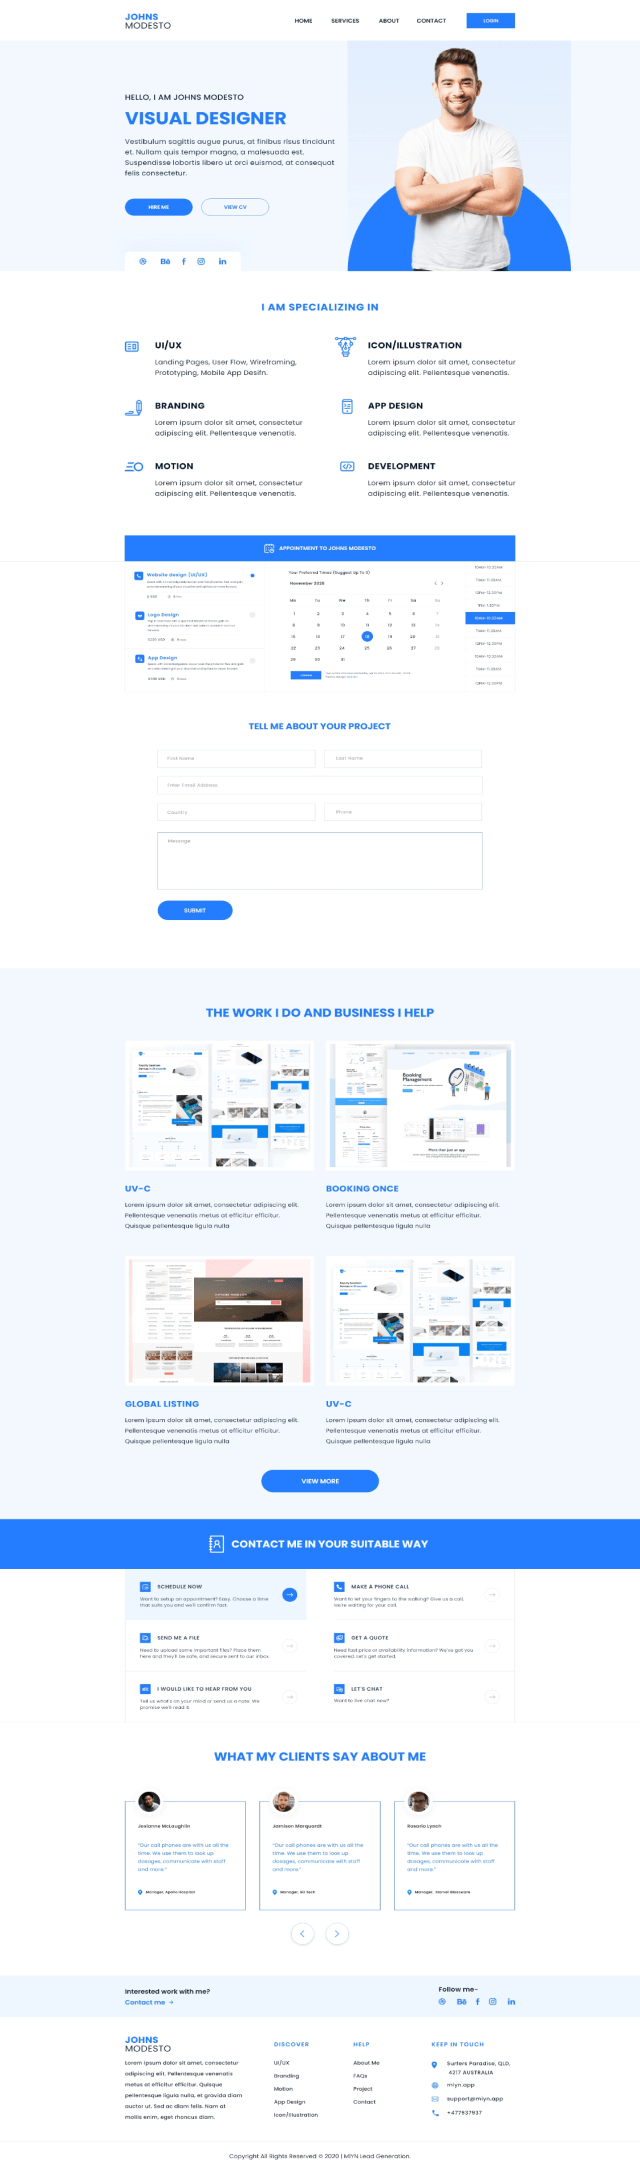 JOHNS
MODESTO
HOME SERVICES ABOUT CONTACT LOGIN
HELLO, I AM JOHNS MODESTO
VISUAL DESIGNER
Vestibulum sagittis augue purus, at finibus risus tincidunt
et. Nullam quis tempor magna, a malesuada est.
Suspendisse lobortis libero ut orci euismod, at consequat
felis consectetur.
HIRE ME VIEW CV
I AM SPECIALIZING IN
UI/UX
Landing Pages, User Flow, Wireframing,
Prototyping, Mobile App Desifn.
ICON/ILLUSTRATION
Lorem ipsum dolor sit amet, consectetur
adipiscing elit. Pellentesque venenatis.
BRANDING
Lorem ipsum dolor sit amet, consectetur
adipiscing elit. Pellentesque venenatis.
APP DESIGN
Lorem ipsum dolor sit amet, consectetur
adipiscing elit. Pellentesque venenatis.
MOTION
Lorem ipsum dolor sit amet, consectetur
adipiscing elit. Pellentesque venenatis.
DEVELOPMENT
Lorem ipsum dolor sit amet, consectetur
adipiscing elit. Pellentesque venenatis.
APPOINTMENT TO JOHNS MODESTO
Website design (UI/UX)
Logo Design
App Design
Your Preferred Times (Suggest Up To 3)
November 2020
Mo Tu We Th Fr Sa Su
1 2 3 4 5 6 7
8 9 10 11 12 13 14
15 16 17 18 19 20 21
22 23 24 25 26 27 28
29 30 31
TELL ME ABOUT YOUR PROJECT
First Name Last Name
Enter Email Address
Country Phone
Message
SUBMIT
THE WORK I DO AND BUSINESS I HELP
Booking
Management
More than just an app
UV-C
Lorem ipsum dolor sit amet, consectetur adipiscing elit.
Pellentesque venenatis metus at efficitur efficitur.
Quisque pellentesque ligula nulla
BOOKING ONCE
Lorem ipsum dolor sit amet, consectetur adipiscing elit.
Pellentesque venenatis metus at efficitur efficitur.
Quisque pellentesque ligula nulla
GLOBAL LISTING
Lorem ipsum dolor sit amet, consectetur adipiscing elit.
Pellentesque venenatis metus at efficitur efficitur.
Quisque pellentesque ligula nulla
UV-C
Lorem ipsum dolor sit amet, consectetur adipiscing elit.
Pellentesque venenatis metus at efficitur efficitur.
Quisque pellentesque ligula nulla
VIEW MORE
CONTACT ME IN YOUR SUITABLE WAY
SCHEDULE NOW
Want to setup an appointment? Easy. Choose a time
that suits you and we'll confirm fast.
MAKE A PHONE CALL
Want to let your fingers to the walking? Give us a call,
we're waiting for your call.
SEND ME A FILE
Need to upload some important files? Place them
here and they'll be safe, and secure sent to our inbox.
GET A QUOTE
Need fast price or availability information? We've got you
covered. Let's get started.
I WOULD LIKE TO HEAR FROM YOU
Tell us what's on your mind or send us a note. We
promise we'll read it.
LET'S CHAT
Want to live chat now?
WHAT MY CLIENTS SAY ABOUT ME
Josianne McLaughlin
"Our call phones are with us all the
time. We use them to look up
dosages, communicate with staff
and more."
Manager, Apollo Hospital
Jamison Marquardt
"Our call phones are with us all the
time. We use them to look up
dosages, communicate with staff
and more."
Manager, AU Tech
Rosario Lynch
"Our call phones are with us all the
time. We use them to look up
dosages, communicate with staff
and more."
Interested work with me?
Contact me →
Follow me-
JOHNS
MODESTO
Lorem ipsum dolor sit amet, consectetur
adipiscing elit. Pellentesque venenatis
metus at efficitur efficitur. Quisque
pellentesque ligula nulla, et gravida diam
auctor ut. Sed ac diam felis. Nam at
mollis enim, eget rhoncus diam.
DISCOVER
UI/UX
Branding
Motion
App Design
Icon/Illustration
HELP
About Me
FAQs
Project
Contact
KEEP IN TOUCH
Surfers Paradise, QLD,
4217 AUSTRALIA
miyn.app
support@miyn.app
+477937937
Copyright All Rights Reserved © 2020 | MIYN Lead Generation.